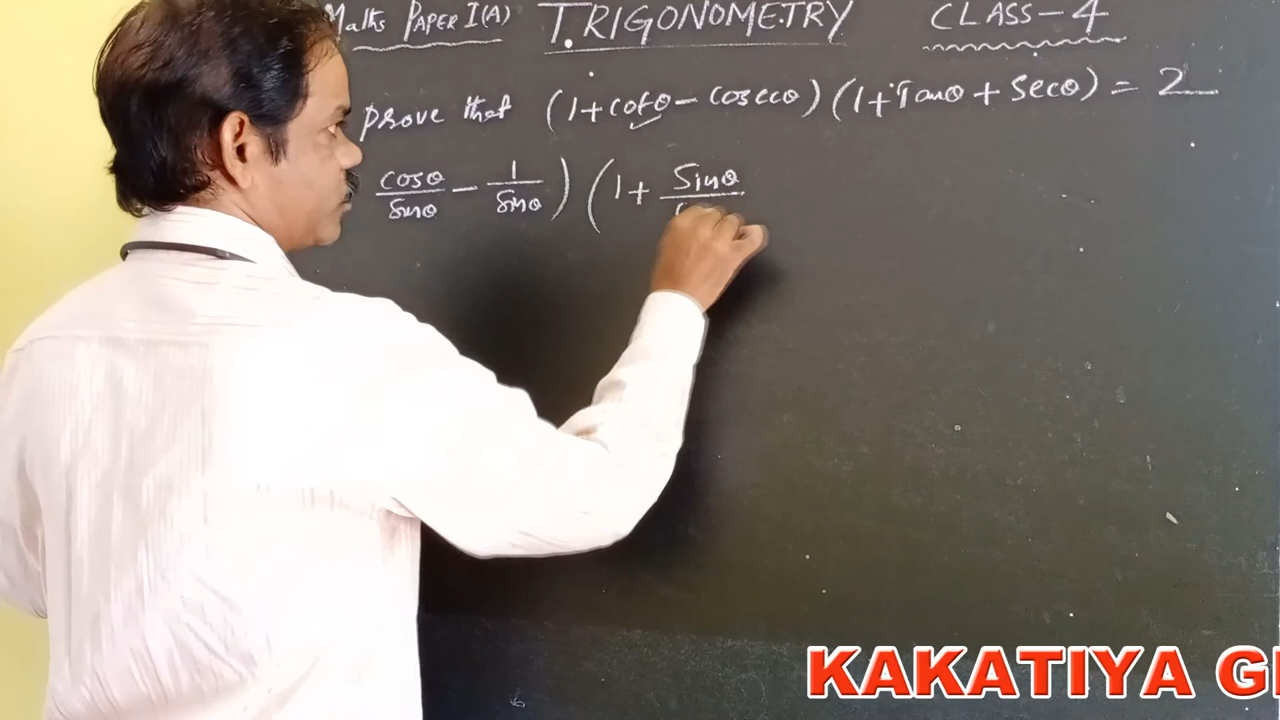 Maths PAPER I(A) TRIGONOMETRY CLASS-4
Prove that (1+cotθ - cosecθ) (1+Tanθ + Secθ) = 2
cosθ/sinθ - 1/sinθ) (1+ Sinθ/
KAKATIYA G